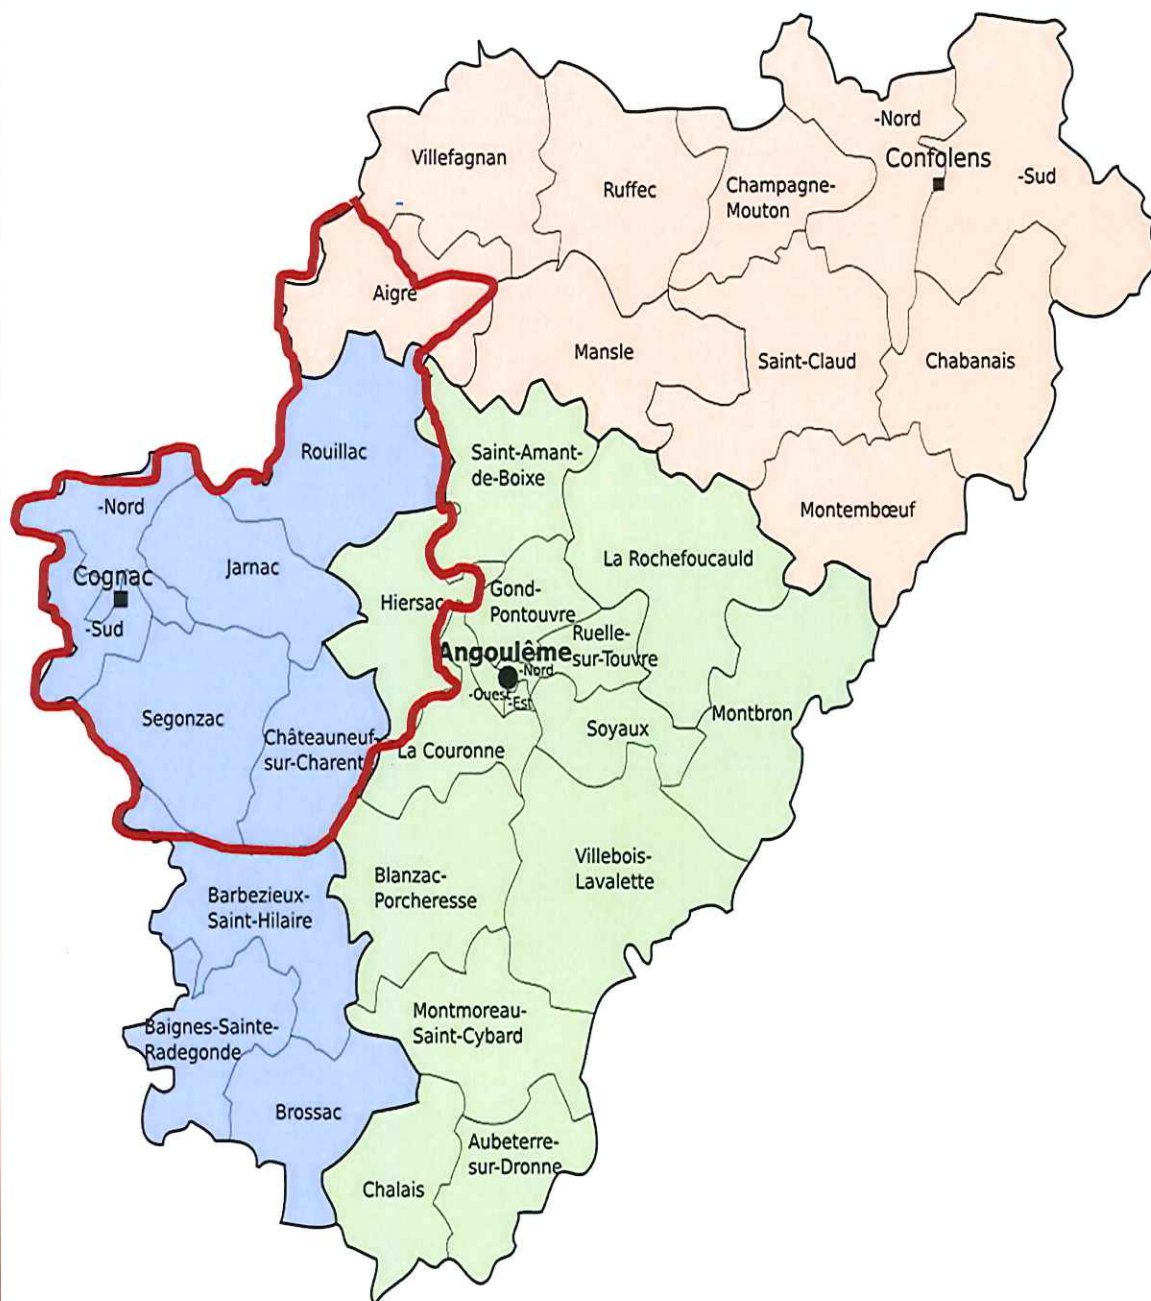 -Nord
Confolens
-Sud
Villefagnan
Ruffec
Champagne-
Mouton
Aigre
Mansle
Saint-Claud
Chabanais
Rouillac
Saint-Amant-
de-Boixe
-Nord
Montembœuf
La Rochefoucauld
Jarnac
Cognac
Hiersac
Gond-
Pontouvre
-Sud
Ruelle-
sur-Touvre
Angoulême
-Nord
-Ouest
-Est
Segonzac
Montbron
Soyaux
Châteauneuf-
sur-Charente
La Couronne
Villebois-
Lavalette
Blanzac-
Porcheresse
Barbezieux-
Saint-Hilaire
Montmoreau-
Saint-Cybard
Baignes-Sainte-
Radegonde
Brossac
Aubeterre-
sur-Dronne
Chalais